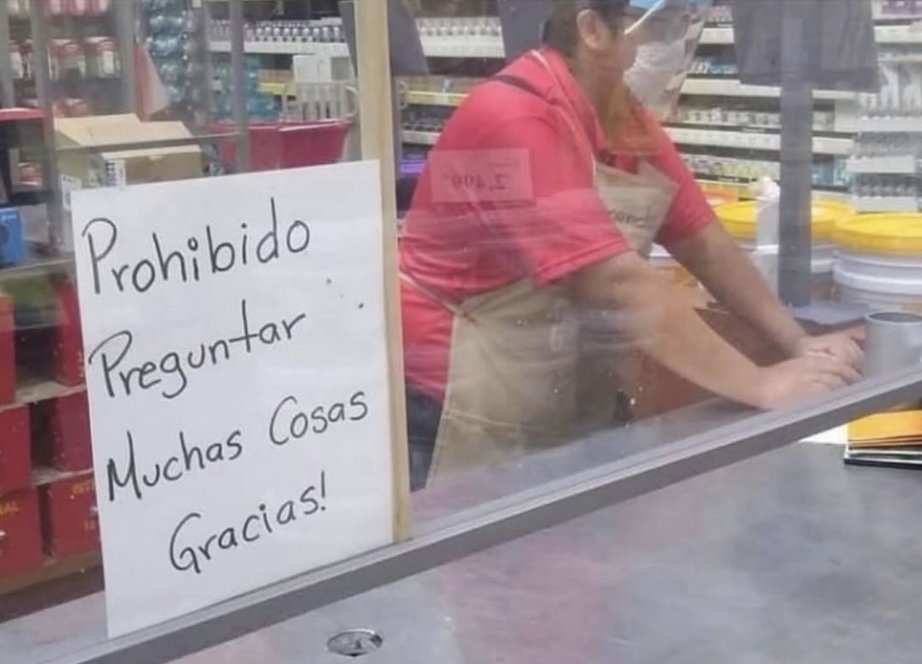 Prohibido
Preguntar
Muchas Cosas
Gracias!